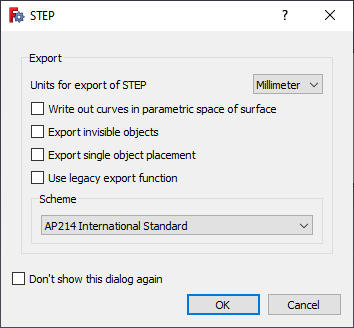 STEP
Export
Units for export of STEP Millimeter
Write out curves in parametric space of surface
Export invisible objects
Export single object placement
Use legacy export function
Scheme
AP214 International Standard
Don't show this dialog again
OK Cancel